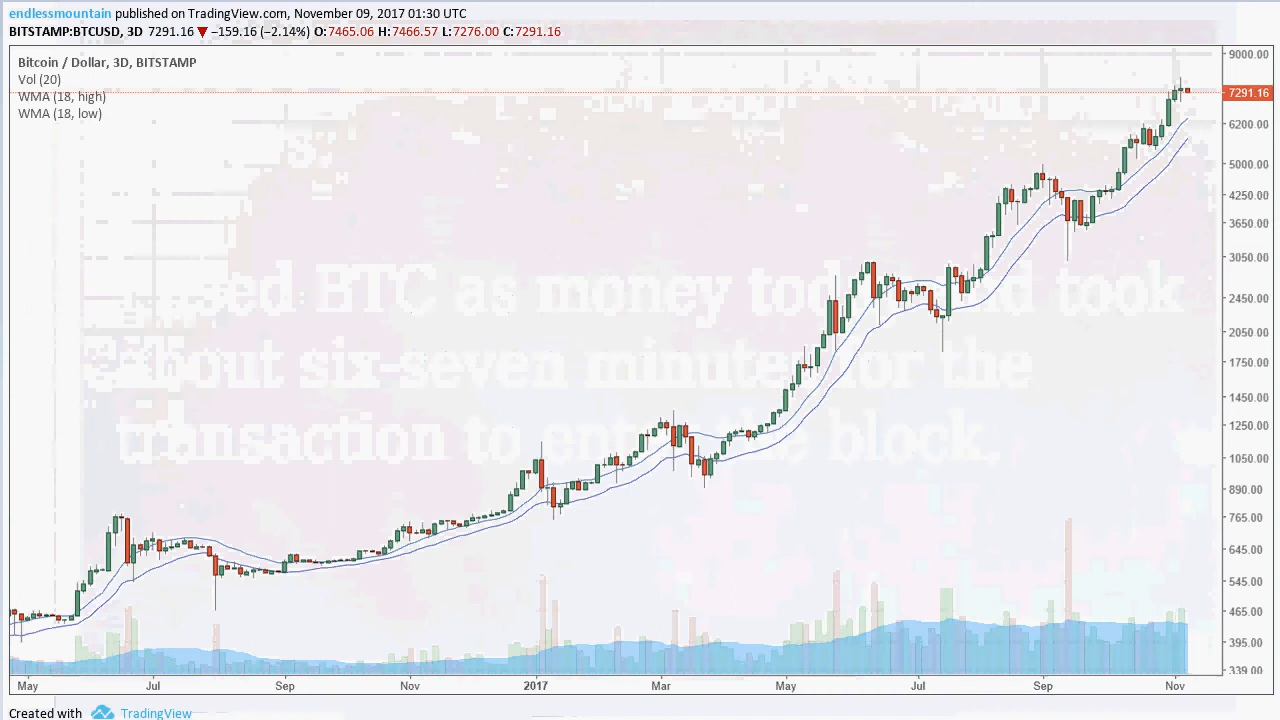 endlessmountain published on TradingView.com, November 09, 2017 01:30 UTC
BITSTAMP:BTCUSD, 3D 7291.16 ▼ −159.16 (−2.14%) O:7465.06 H:7466.57 L:7276.00 C:7291.16
Bitcoin / Dollar, 3D, BITSTAMP
Vol (20)
WMA (18, high)
WMA (18, low)
9000.00
7291.16
6200.00
5000.00
4250.00
3650.00
3050.00
2450.00
2050.00
1750.00
1450.00
1250.00
1050.00
890.00
765.00
645.00
545.00
465.00
395.00
339.00
BTC as money took
about six-seven minutes for the
transaction to block.
May Jul Sep Nov 2017 Mar May Jul Sep Nov
Created with TradingView